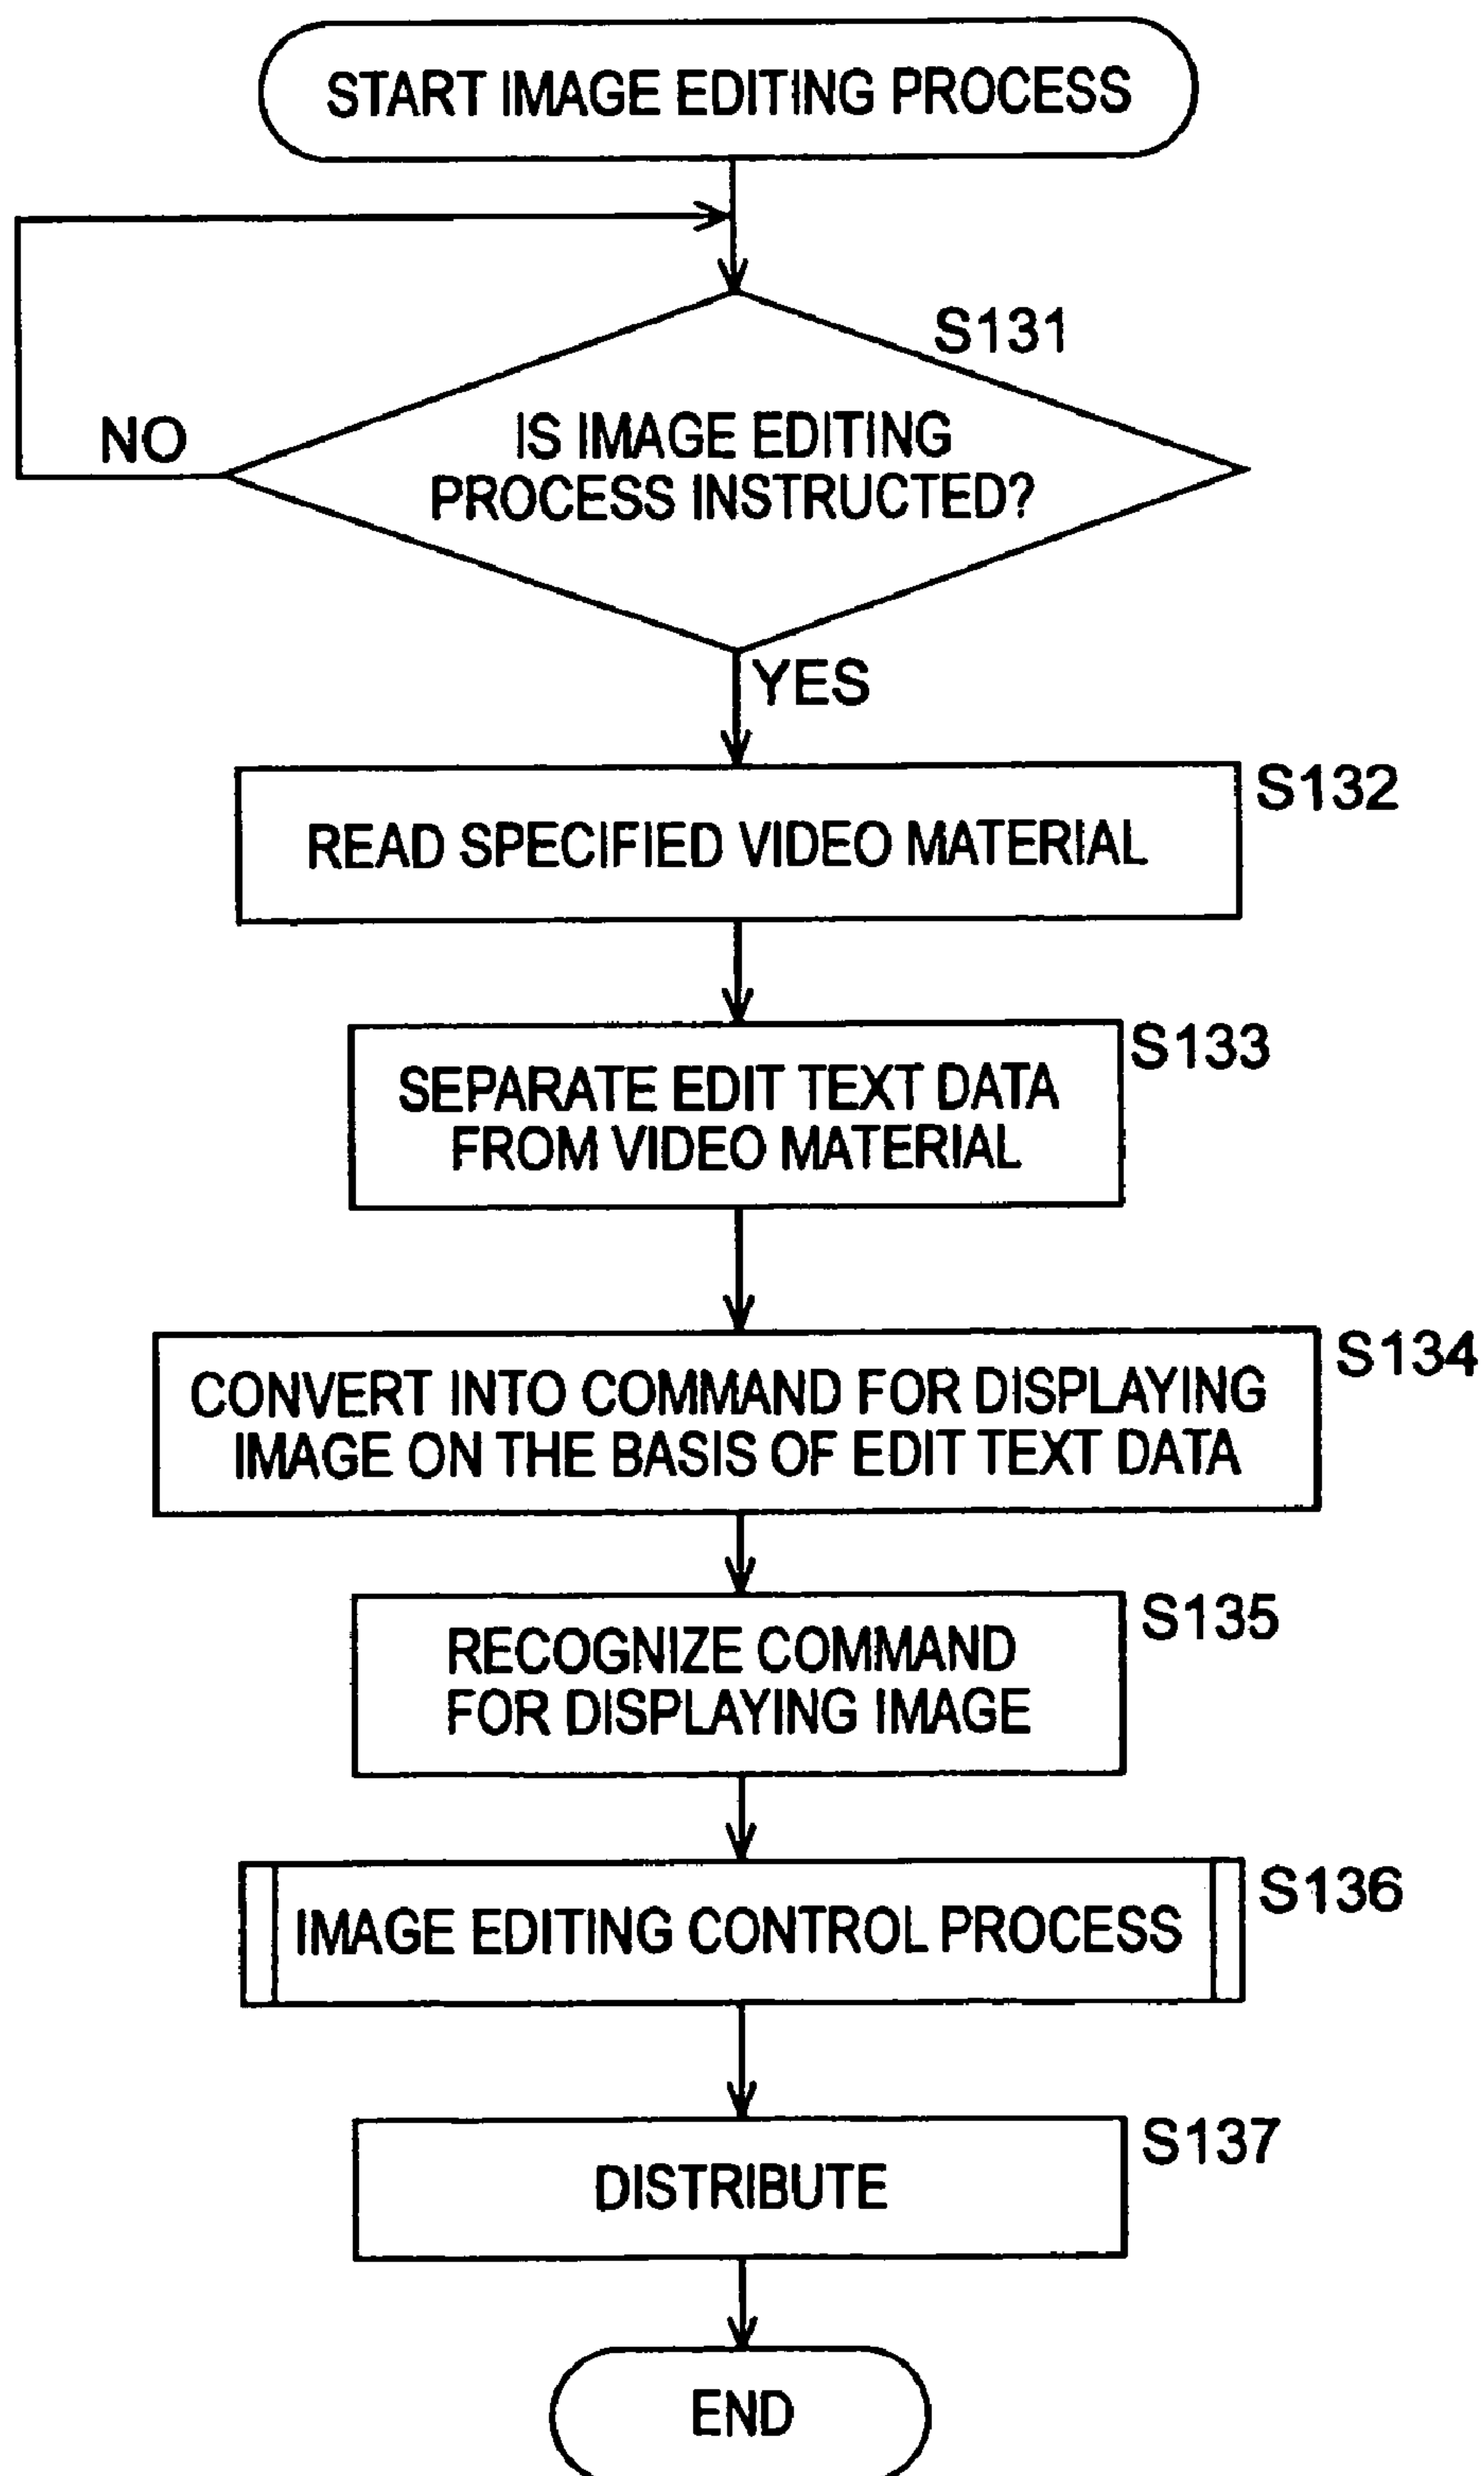 START IMAGE EDITING PROCESS
S131
IS IMAGE EDITING
PROCESS INSTRUCTED?
NO
YES
S132
READ SPECIFIED VIDEO MATERIAL
S133
SEPARATE EDIT TEXT DATA
FROM VIDEO MATERIAL
S134
CONVERT INTO COMMAND FOR DISPLAYING
IMAGE ON THE BASIS OF EDIT TEXT DATA
S135
RECOGNIZE COMMAND
FOR DISPLAYING IMAGE
S136
IMAGE EDITING CONTROL PROCESS
S137
DISTRIBUTE
END